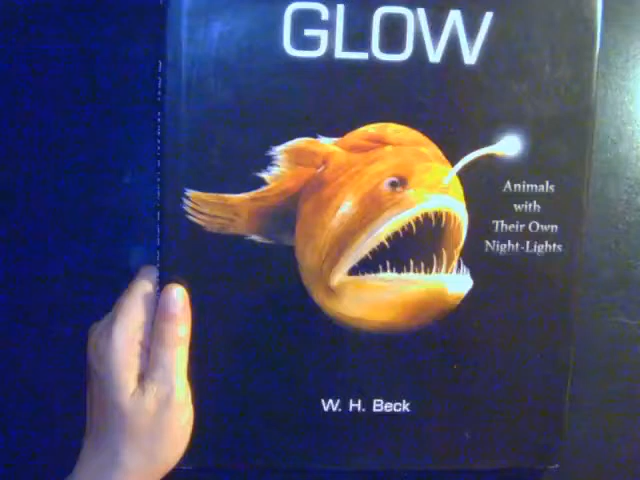 GLOW
Animals
with
Their Own
Night-Lights
W. H. Beck